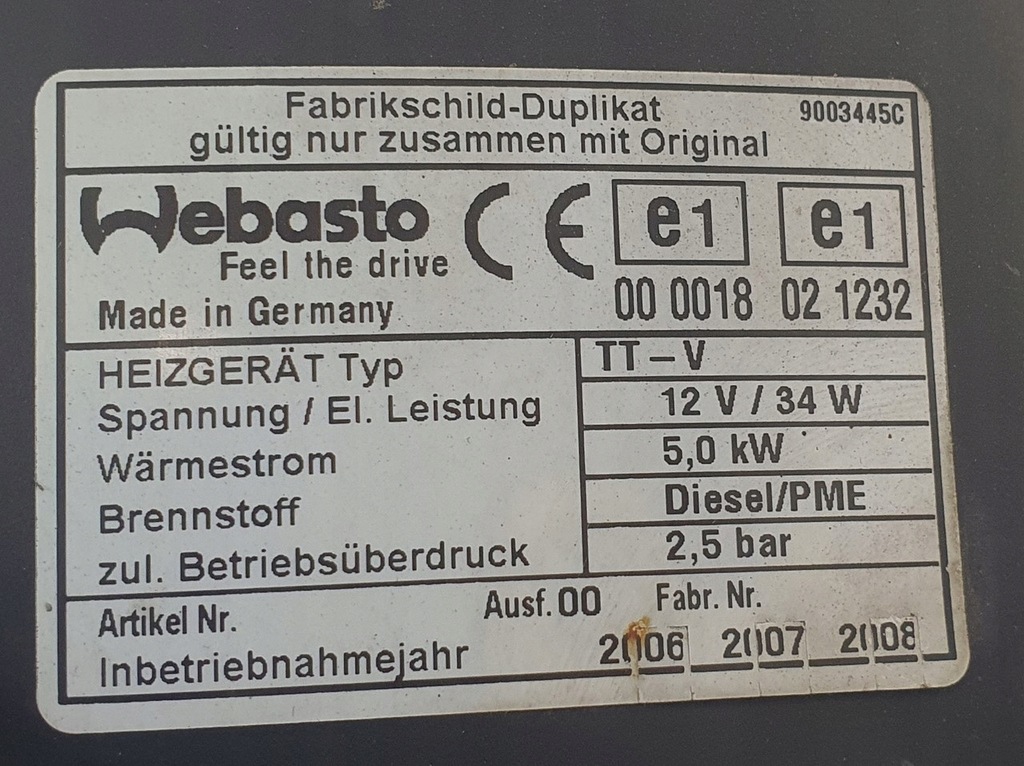 Fabrikschild-Duplikat 9003445C
gültig nur zusammen mit Original
Webasto CE e1 e1
Feel the drive
Made in Germany 00 0018 02 1232
HEIZGERÄT Typ TT – V
Spannung / El. Leistung 12 V / 34 W
Wärmestrom 5,0 kW
Brennstoff Diesel/PME
zul. Betriebsüberdruck 2,5 bar
Artikel Nr. Ausf. 00 Fabr. Nr.
Inbetriebnahmejahr 2006 2007 2008